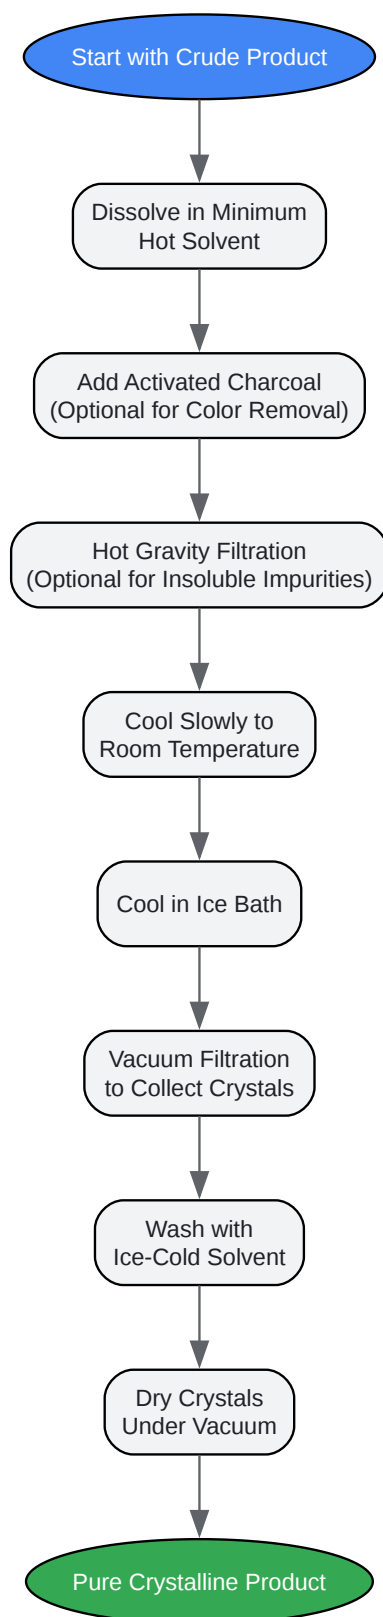 Start with Crude Product
Dissolve in Minimum
Hot Solvent
Add Activated Charcoal
(Optional for Color Removal)
Hot Gravity Filtration
(Optional for Insoluble Impurities)
Cool Slowly to
Room Temperature
Cool in Ice Bath
Vacuum Filtration
to Collect Crystals
Wash with
Ice-Cold Solvent
Dry Crystals
Under Vacuum
Pure Crystalline Product